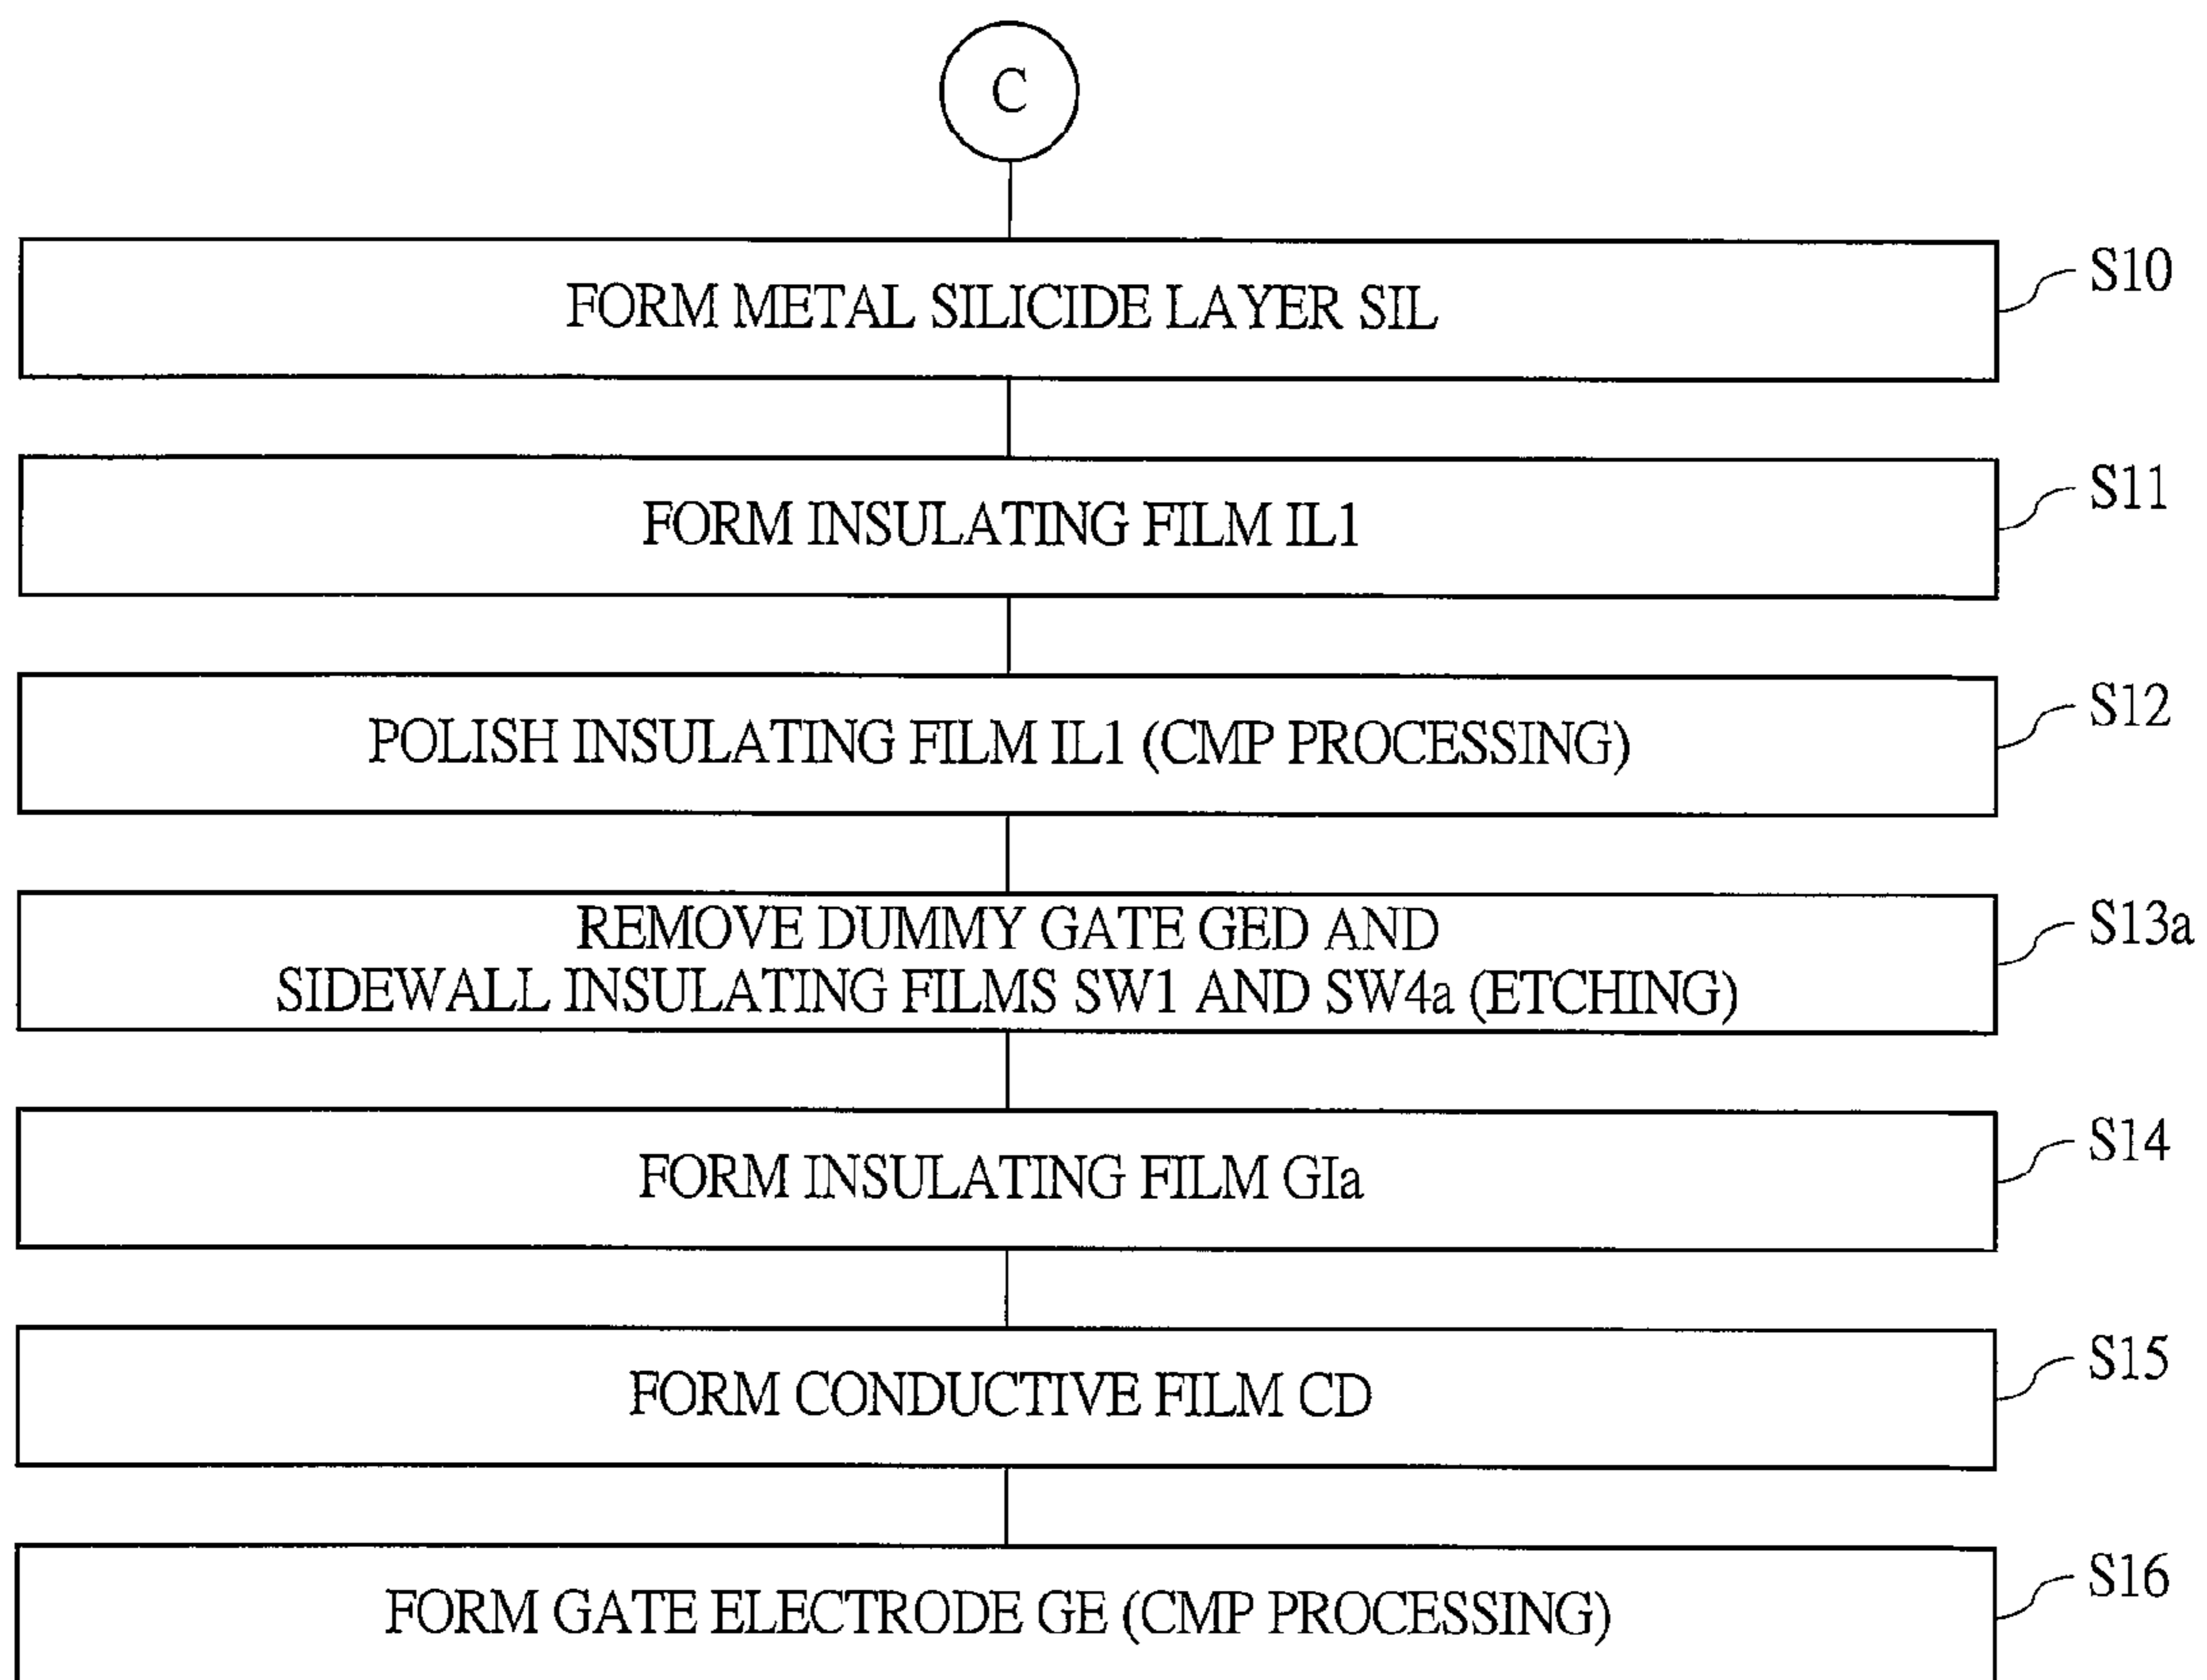 C
FORM METAL SILICIDE LAYER SIL
S10
FORM INSULATING FILM IL1
S11
POLISH INSULATING FILM IL1 (CMP PROCESSING)
S12
REMOVE DUMMY GATE GED AND
SIDEWALL INSULATING FILMS SW1 AND SW4a (ETCHING)
S13a
FORM INSULATING FILM GIa
S14
FORM CONDUCTIVE FILM CD
S15
FORM GATE ELECTRODE GE (CMP PROCESSING)
S16